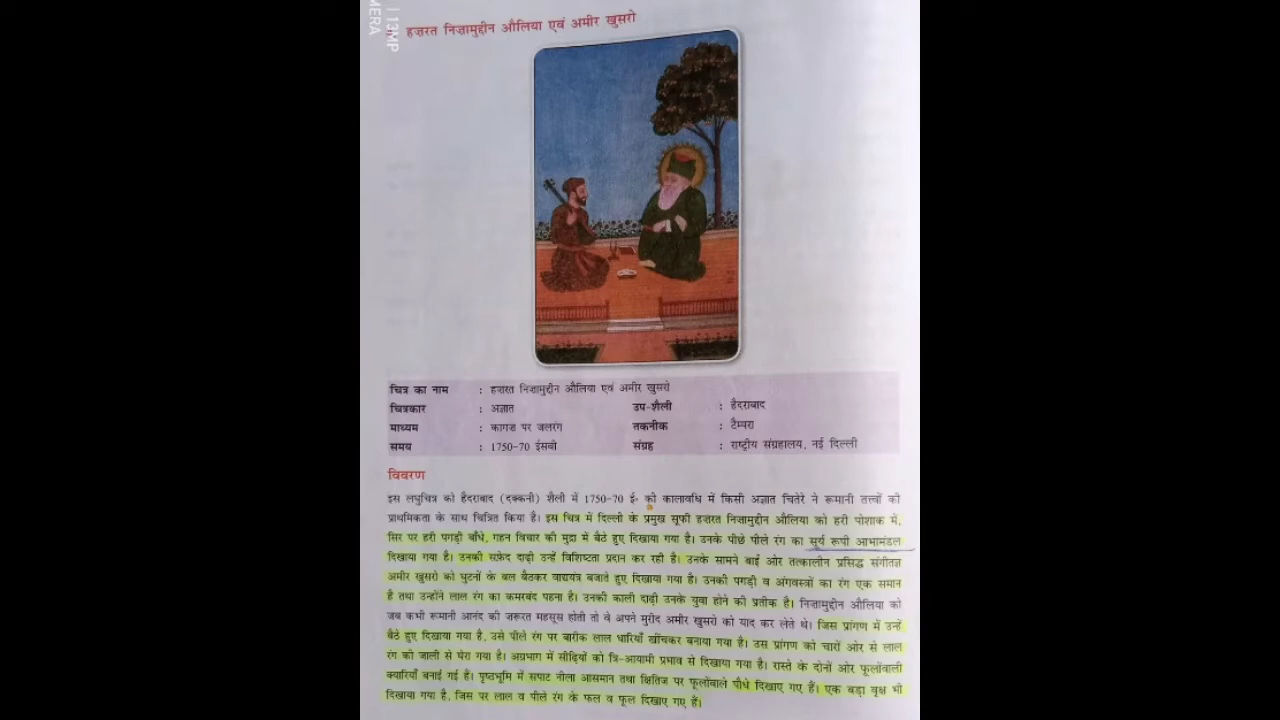 | 13MP
MERA
हज़रत निज़ामुद्दीन औलिया एवं अमीर खुसरो
चित्र का नाम : हज़रत निज़ामुद्दीन औलिया एवं अमीर खुसरो
चित्रकार : अज्ञात उप-शैली : हैदराबाद
माध्यम : कागज़ पर जलरंग तकनीक : टैम्परा
समय : 1750-70 ईसवी संग्रह : राष्ट्रीय संग्रहालय, नई दिल्ली
विवरण
इस लघुचित्र को हैदराबाद (दक्कनी) शैली में 1750-70 ई॰ की कालावधि में किसी अज्ञात चितेरे ने रूमानी तत्त्वों की
प्राथमिकता के साथ चित्रित किया है। इस चित्र में दिल्ली के प्रमुख सूफी हज़रत निज़ामुद्दीन औलिया को हरी पोशाक में,
सिर पर हरी पगड़ी बाँधे, गहन विचार की मुद्रा में बैठे हुए दिखाया गया है। उनके पीछे पीले रंग का सूर्य रूपी आभामंडल
दिखाया गया है। उनकी सफ़ेद दाढ़ी उन्हें विशिष्टता प्रदान कर रही है। उनके सामने बाईं ओर तत्कालीन प्रसिद्ध संगीतज्ञ
अमीर खुसरो को घुटनों के बल बैठकर वाद्ययंत्र बजाते हुए दिखाया गया है। उनकी पगड़ी व अंगवस्त्रों का रंग एक समान
है तथा उन्होंने लाल रंग का कमरबंद पहना है। उनकी काली दाढ़ी उनके युवा होने की प्रतीक है। निज़ामुद्दीन औलिया को
जब कभी रूमानी आनंद की ज़रूरत महसूस होती तो वे अपने मुरीद अमीर खुसरो को याद कर लेते थे। जिस प्रांगण में उन्हें
बैठे हुए दिखाया गया है, उसे पीले रंग पर बारीक लाल धारियाँ खींचकर बनाया गया है। उस प्रांगण को चारों ओर से लाल
रंग की जाली से घेरा गया है। अग्रभाग में सीढ़ियों को त्रि-आयामी प्रभाव से दिखाया गया है। रास्ते के दोनों ओर फूलोंवाली
क्यारियाँ बनाई गई हैं। पृष्ठभूमि में सपाट नीला आसमान तथा क्षितिज पर फूलोंवाले पौधे दिखाए गए हैं। एक बड़ा वृक्ष भी
दिखाया गया है, जिस पर लाल व पीले रंग के फल व फूल दिखाए गए हैं।